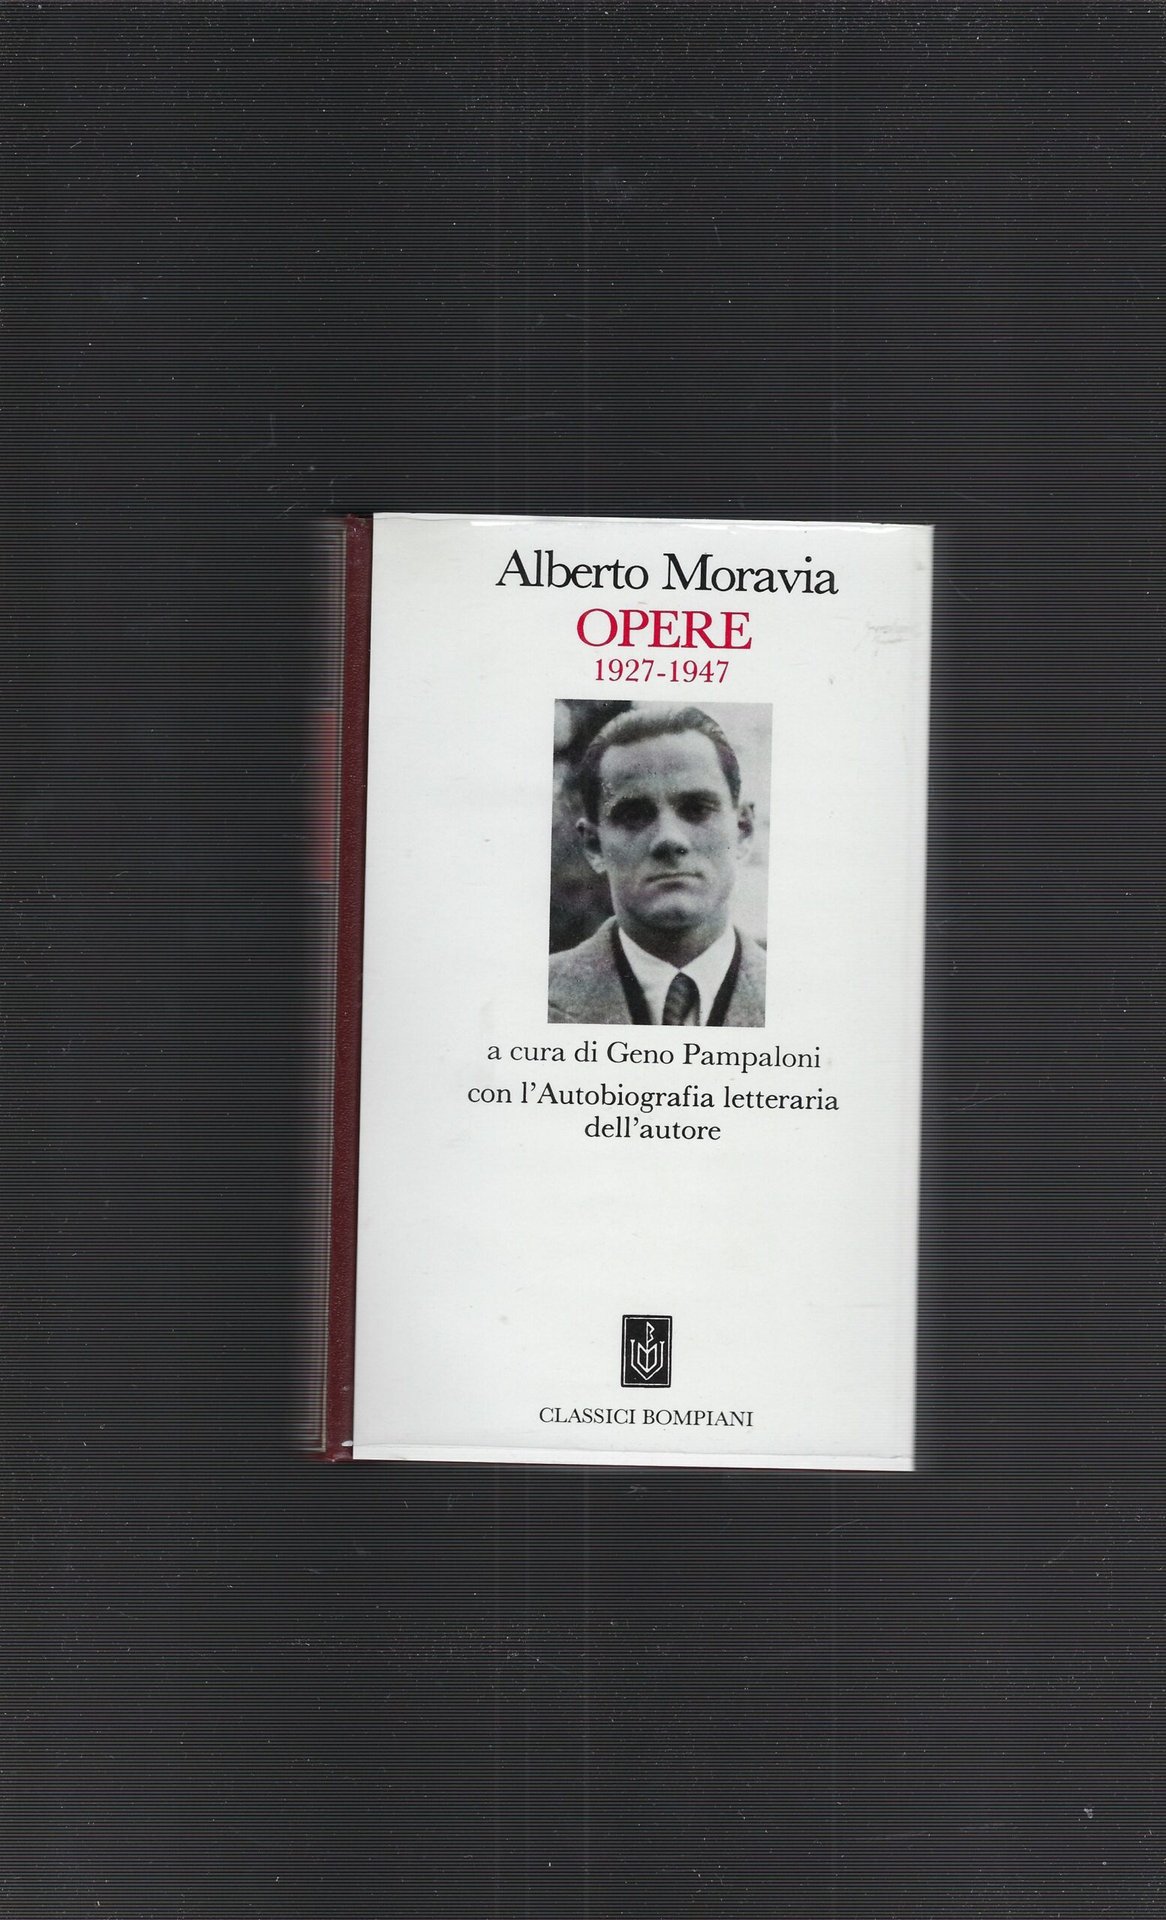 Alberto Moravia
OPERE
1927-1947
a cura di Geno Pampaloni
con l'Autobiografia letteraria
dell'autore
B
CLASSICI BOMPIANI